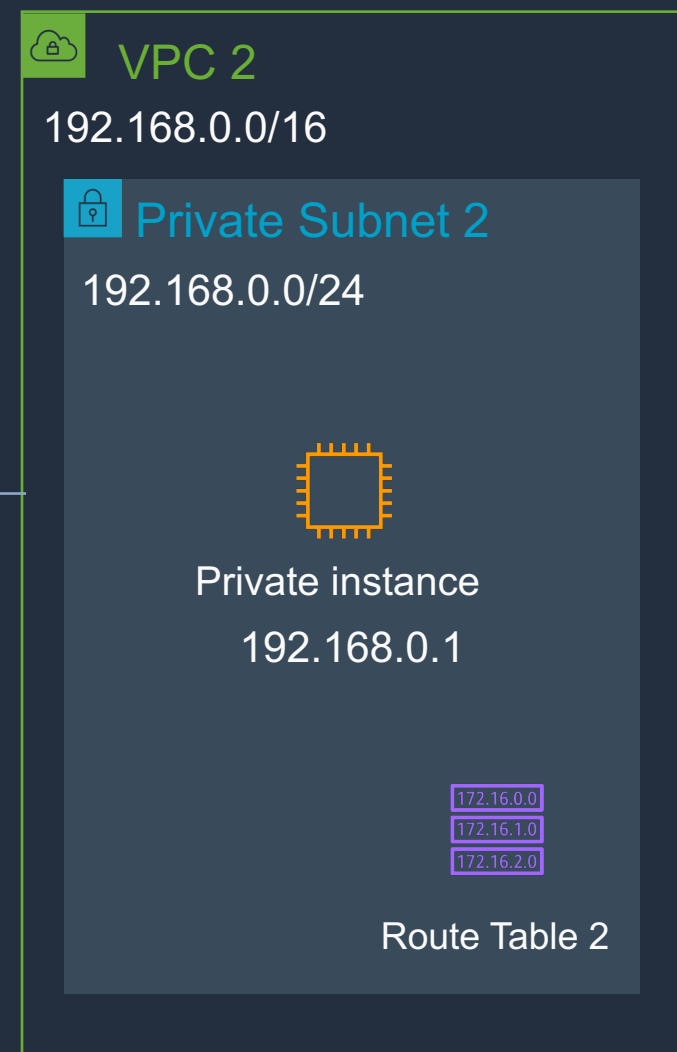 VPC 2
192.168.0.0/16
Private Subnet 2
192.168.0.0/24
Private instance
192.168.0.1
172.16.0.0
172.16.1.0
172.16.2.0
Route Table 2